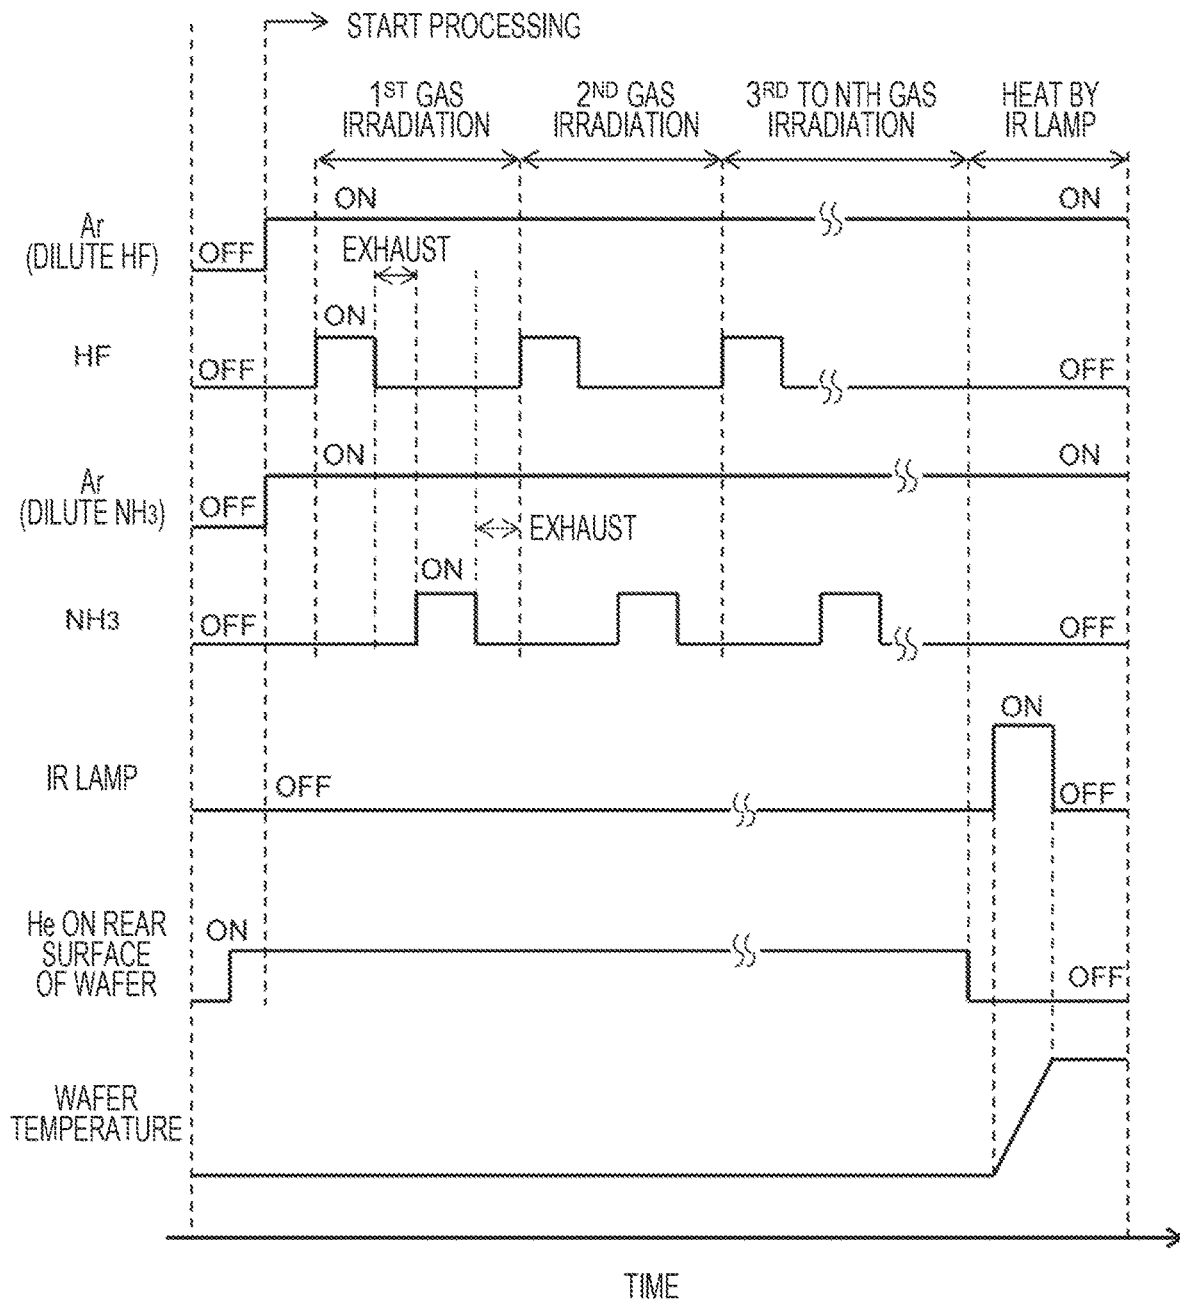 START PROCESSING
1ST GAS
IRRADIATION
2ND GAS
IRRADIATION
3RD TO NTH GAS
IRRADIATION
HEAT BY
IR LAMP
Ar
(DILUTE HF)
OFF
ON
ON
EXHAUST
HF
OFF
ON
OFF
Ar
(DILUTE NH3)
OFF
ON
ON
EXHAUST
NH3
OFF
ON
OFF
IR LAMP
OFF
ON
OFF
He ON REAR
SURFACE
OF WAFER
ON
OFF
WAFER
TEMPERATURE
TIME